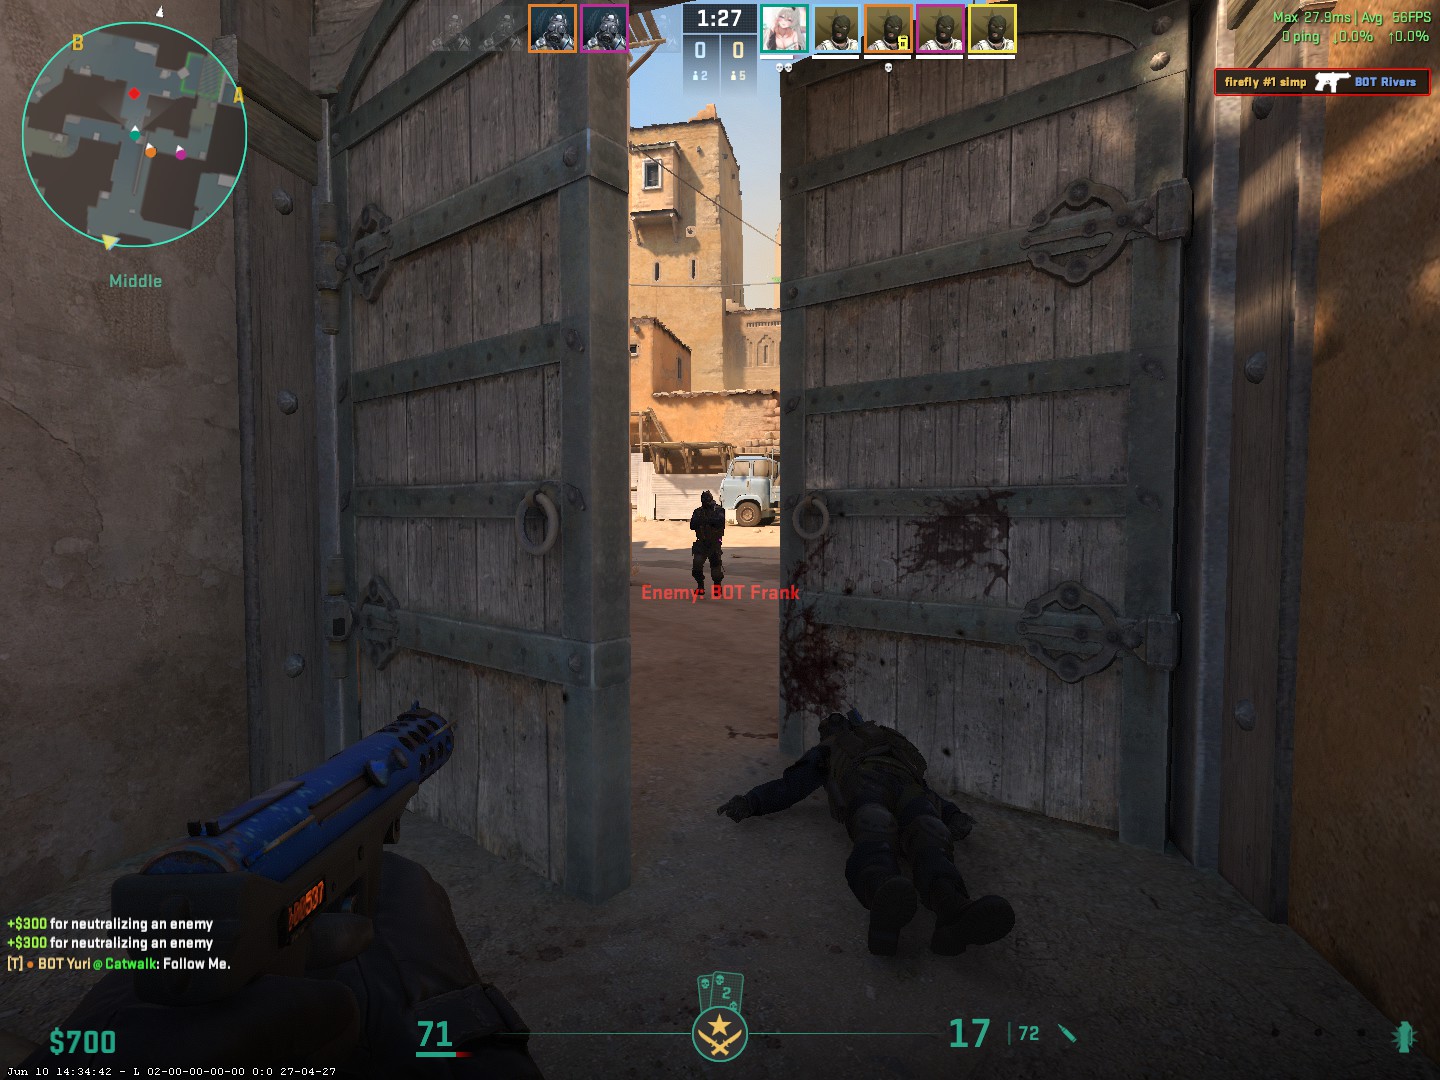 1:27
0 0
2 5
Max 27.9ms | Avg 56FPS
0 ping ↓0.0% ↑0.0%
firefly #1 simp BOT Rivers
B
A
Middle
Enemy: BOT Frank
+$300 for neutralizing an enemy
+$300 for neutralizing an enemy
[T] • BOT Yuri @ Catwalk: Follow Me.
2
$700
71
17 | 72
Jun 10 14:34:42 - L 02-00-00-00-00 0:0 27-04-27